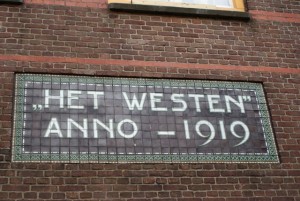 „HET WESTEN”
ANNO – 1919